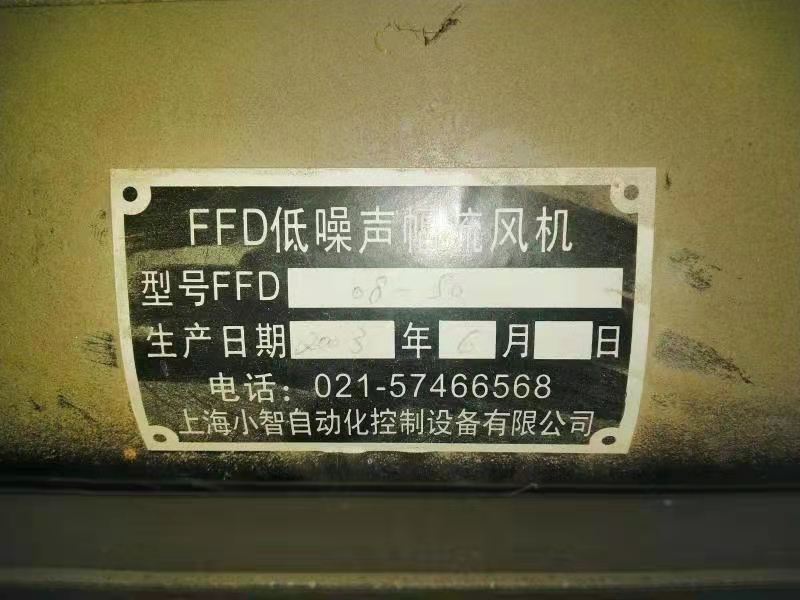 FFD低噪声幅流风机
型号FFD 08-50
生产日期 2003 年 6 月 日
电话：021-57466568
上海小智自动化控制设备有限公司